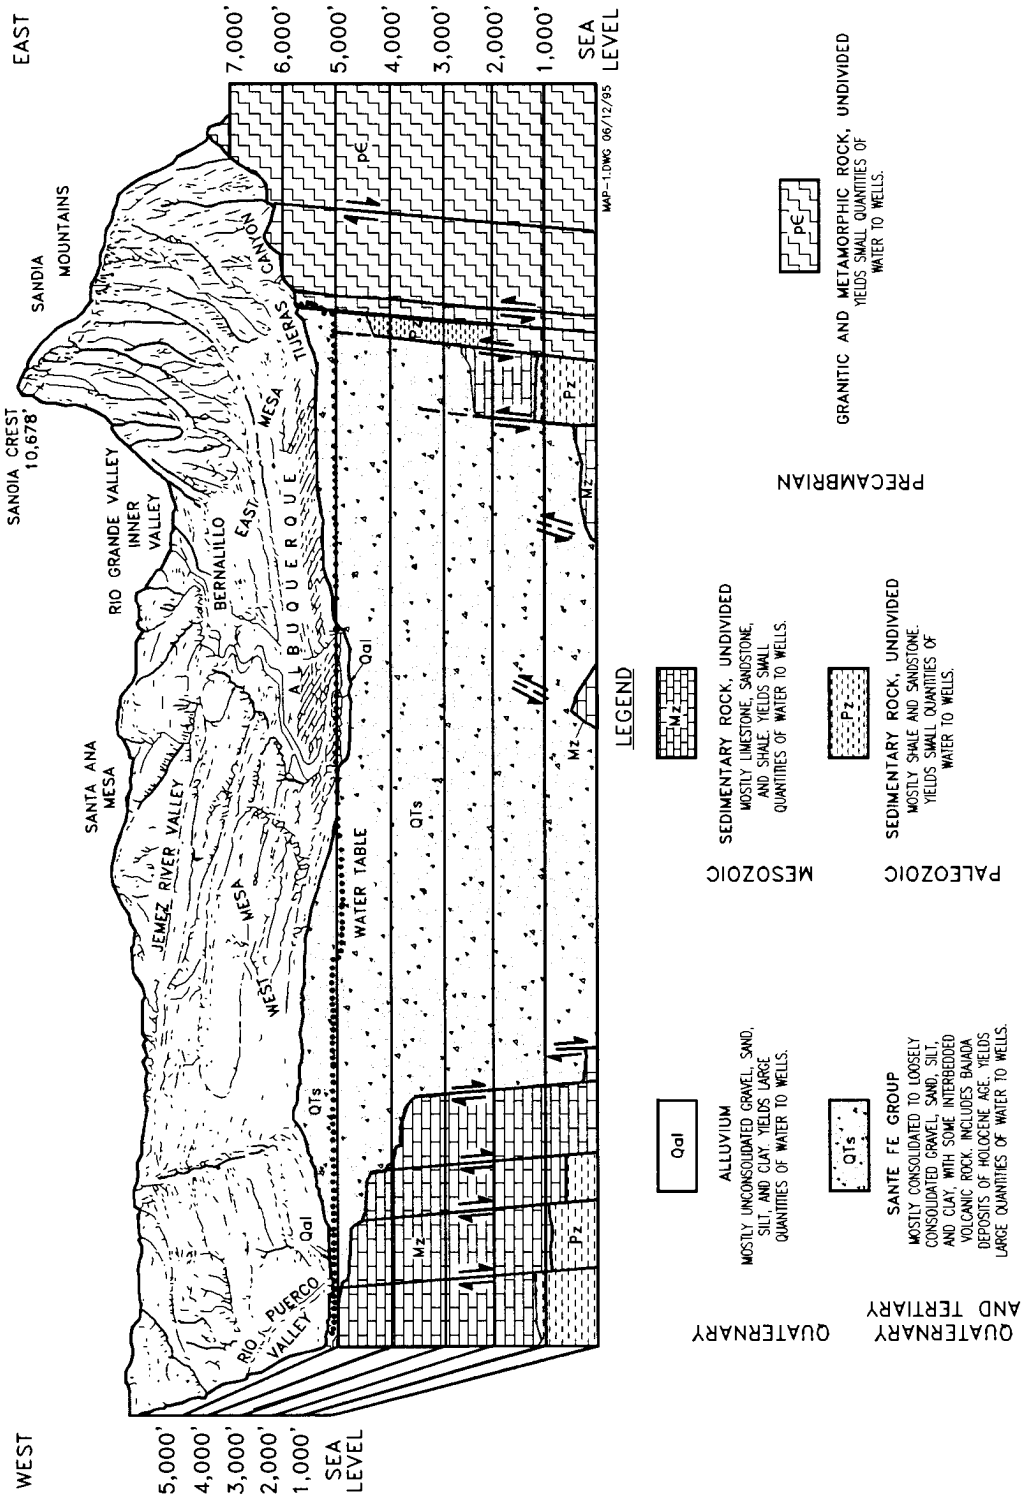 WEST
EAST
SANDIA CREST
10,678'
SANDIA
MOUNTAINS
RIO GRANDE VALLEY
INNER
VALLEY
SANTA ANA
MESA
BERNALILLO
JEMEZ RIVER VALLEY
EAST
MESA
TIJERAS CANYON
ALBUQUERQUE
WEST
MESA
RIO PUERCO
VALLEY
Qal
QTs
Qal
WATER TABLE
QTs
Mz
Pz
Mz
Mz
Pz
Pz
p€
5,000'
4,000'
3,000'
2,000'
1,000'
SEA
LEVEL
7,000'
6,000'
5,000'
4,000'
3,000'
2,000'
1,000'
SEA
LEVEL
MAP-1.DWG 06/12/95
LEGEND
QUATERNARY
Qal
ALLUVIUM
MOSTLY UNCONSOLIDATED GRAVEL, SAND,
SILT, AND CLAY. YIELDS LARGE
QUANTITIES OF WATER TO WELLS.
QUATERNARY
AND TERTIARY
QTs
SANTE FE GROUP
MOSTLY CONSOLIDATED TO LOOSELY
CONSOLIDATED GRAVEL, SAND, SILT,
AND CLAY, WITH SOME INTERBEDDED
VOLCANIC ROCK. INCLUDES BAJADA
DEPOSITS OF HOLOCENE AGE. YIELDS
LARGE QUANTITIES OF WATER TO WELLS.
MESOZOIC
Mz
SEDIMENTARY ROCK, UNDIVIDED
MOSTLY LIMESTONE, SANDSTONE,
AND SHALE. YIELDS SMALL
QUANTITIES OF WATER TO WELLS.
PALEOZOIC
Pz
SEDIMENTARY ROCK, UNDIVIDED
MOSTLY SHALE AND SANDSTONE.
YIELDS SMALL QUANTITIES OF
WATER TO WELLS.
PRECAMBRIAN
p€
GRANITIC AND METAMORPHIC ROCK, UNDIVIDED
YIELDS SMALL QUANTITIES OF
WATER TO WELLS.